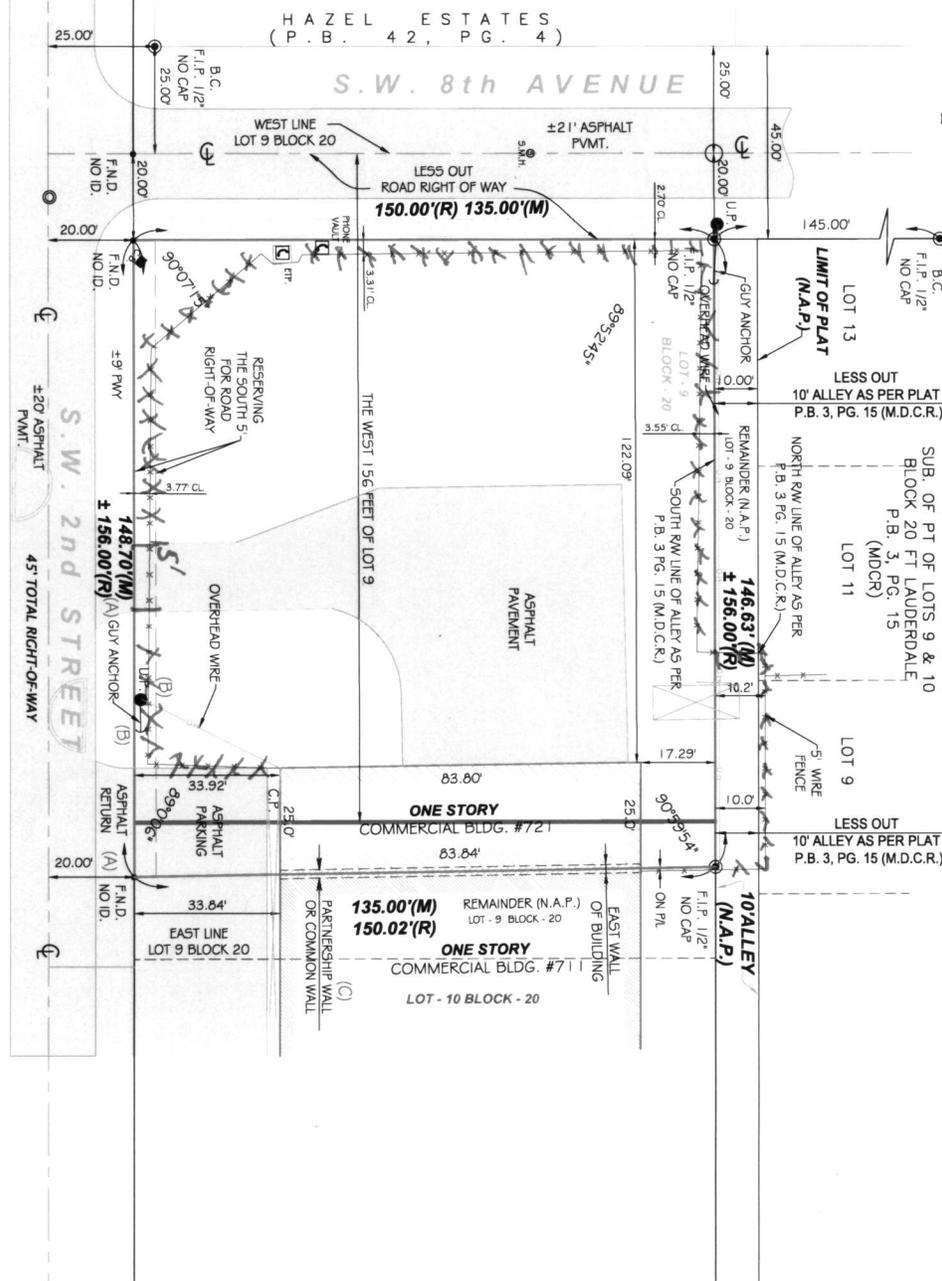 HAZEL ESTATES
(P.B. 42, PG. 4)
25.00'
B.C.
F.I.P. 1/2"
NO CAP
25.00'
S.W. 8th AVENUE
25.00'
45.00'
WEST LINE
LOT 9 BLOCK 20
±21' ASPHALT
PVMT.
S.M.H.
F.N.D.
NO ID.
20.00'
LESS OUT
ROAD RIGHT OF WAY
150.00'(R) 135.00'(M)
2.70' CL.
20.00'
U.P.
145.00'
B.C.
F.I.P. 1/2"
NO CAP
20.00'
F.N.D.
NO ID.
90°07'15"
PHONE
VAULT
ETP.
3.31' CL.
F.I.P. 1/2"
NO CAP
OVERHEAD WIRE
GUY ANCHOR
LIMIT OF PLAT
(N.A.P.)
LOT 13
89°52'45"
LOT - 9
BLOCK - 20
10.00'
LESS OUT
10' ALLEY AS PER PLAT
P.B. 3, PG. 15 (M.D.C.R.)
±9' PWY
RESERVING
THE SOUTH 5'
FOR ROAD
RIGHT-OF-WAY
THE WEST 156 FEET OF LOT 9
122.09'
3.55' CL.
REMAINDER (N.A.P.)
LOT - 9 BLOCK - 20
NORTH R/W LINE OF ALLEY AS PER
P.B. 3 PG. 15 (M.D.C.R.)
SOUTH R/W LINE OF ALLEY AS PER
P.B. 3 PG. 15 (M.D.C.R.)
SUB. OF PT OF LOTS 9 & 10
BLOCK 20 FT LAUDERDALE
P.B. 3, PG. 15
(MDCR)
LOT 11
±20' ASPHALT
PVMT.
S.W. 2nd STREET
3.77' CL.
148.70'(M)
± 156.00'(R)
5'
ASPHALT
PAVEMENT
146.63' (M)
± 156.00'(R)
45' TOTAL RIGHT-OF-WAY
(A) GUY ANCHOR
(B)
U.P.
(B)
OVERHEAD WIRE
10.2'
LOT 9
5' WIRE
FENCE
17.29'
33.92'
C.P.
83.80'
10.0'
ASPHALT
RETURN (A)
ASPHALT
PARKING
25.0'
ONE STORY
COMMERCIAL BLDG. #721
25.0'
90°59'54"
LESS OUT
10' ALLEY AS PER PLAT
P.B. 3, PG. 15 (M.D.C.R.)
83.84'
20.00'
F.N.D.
NO ID.
33.84'
PARTNERSHIP WALL
OR COMMON WALL
(C)
135.00'(M)
150.02'(R)
REMAINDER (N.A.P.)
LOT - 9 BLOCK - 20
EAST WALL
OF BUILDING
ON P/L
F.I.P. 1/2"
NO CAP
10'ALLEY
(N.A.P.)
EAST LINE
LOT 9 BLOCK 20
ONE STORY
COMMERCIAL BLDG. #711
LOT - 10 BLOCK - 20